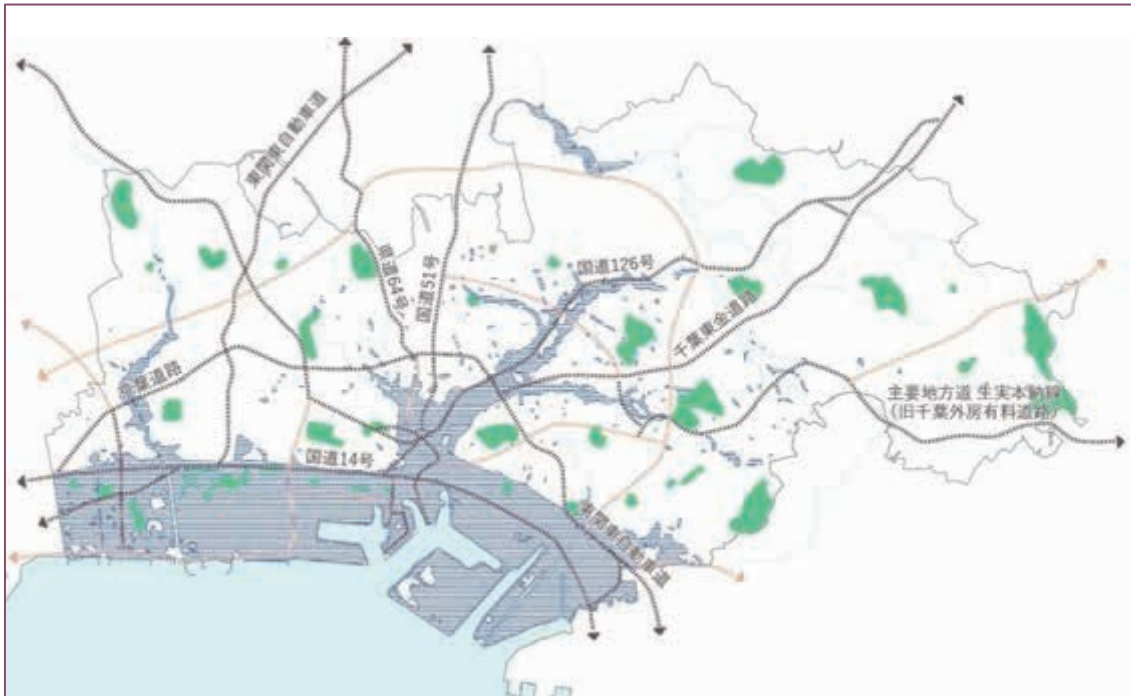 東関東自動車道
県道64号
国道51号
国道126号
千葉東金道路
京葉道路
主要地方道 生実本納線
（旧千葉外房有料道路）
国道14号
東関東自動車道